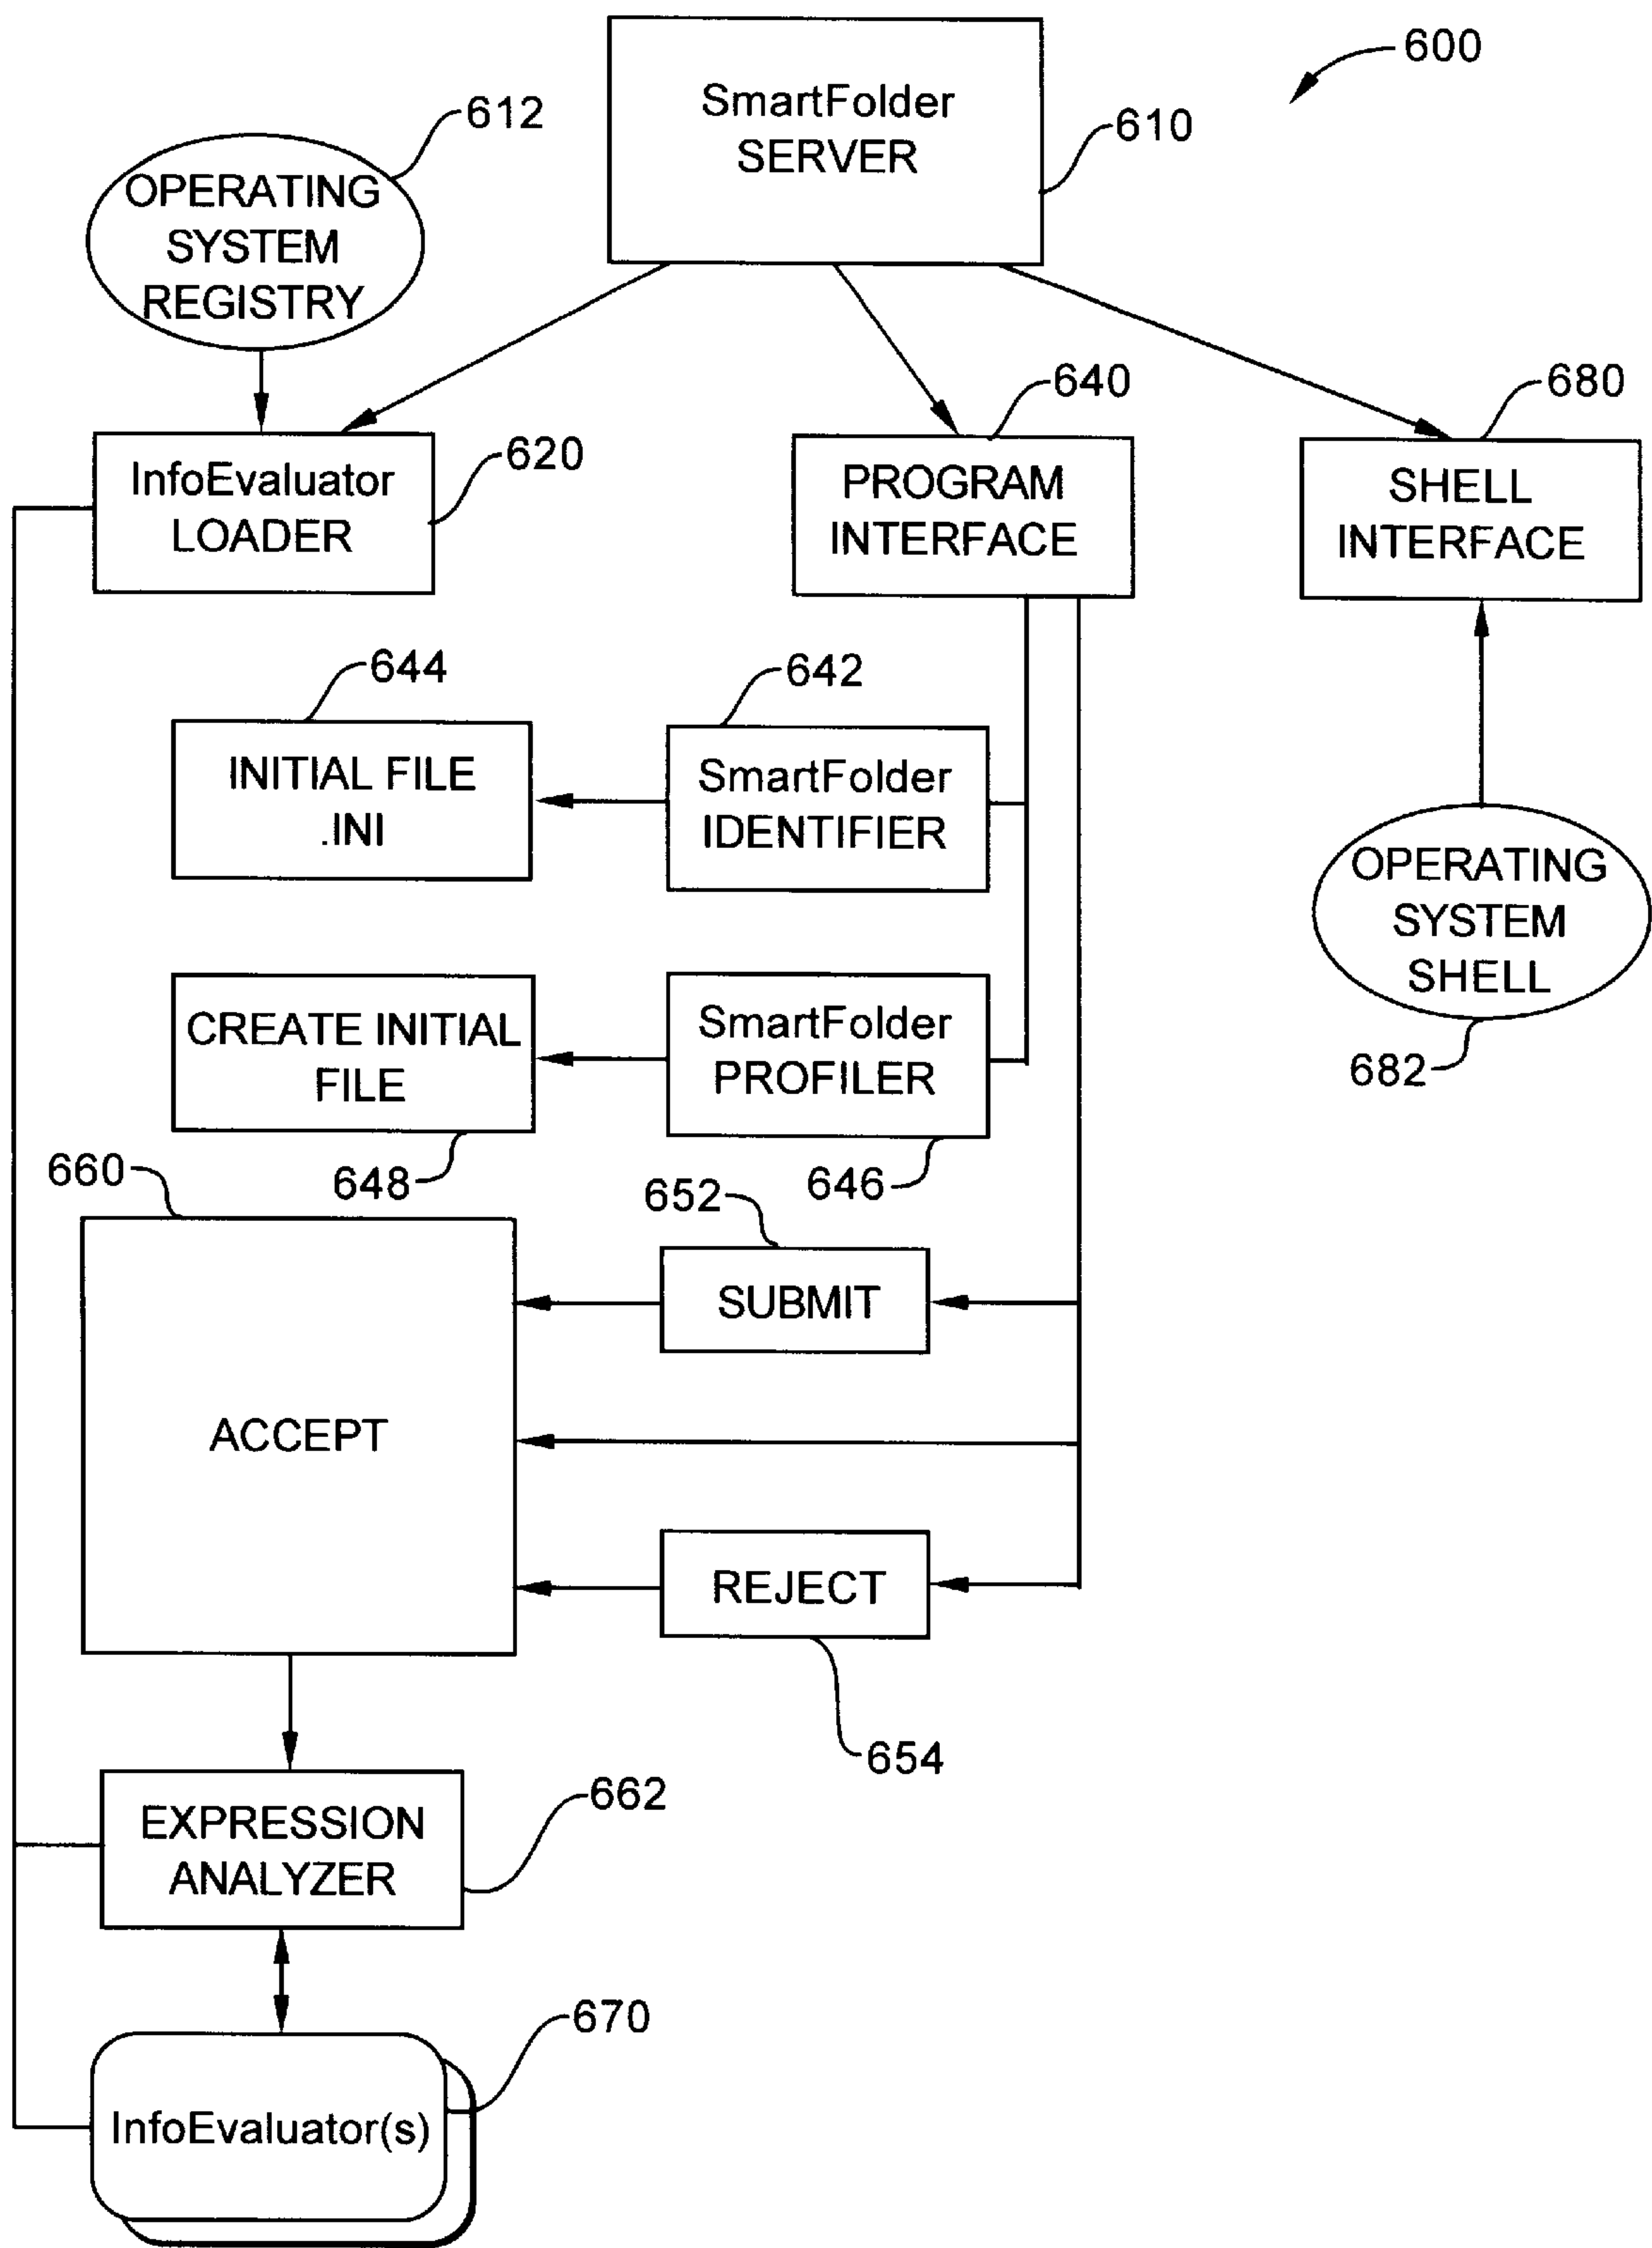 600
SmartFolder
SERVER
610
612
OPERATING
SYSTEM
REGISTRY
640
680
InfoEvaluator
LOADER
620
PROGRAM
INTERFACE
SHELL
INTERFACE
644
642
INITIAL FILE
.INI
SmartFolder
IDENTIFIER
OPERATING
SYSTEM
SHELL
682
CREATE INITIAL
FILE
SmartFolder
PROFILER
648
646
660
652
SUBMIT
ACCEPT
REJECT
654
EXPRESSION
ANALYZER
662
670
InfoEvaluator(s)